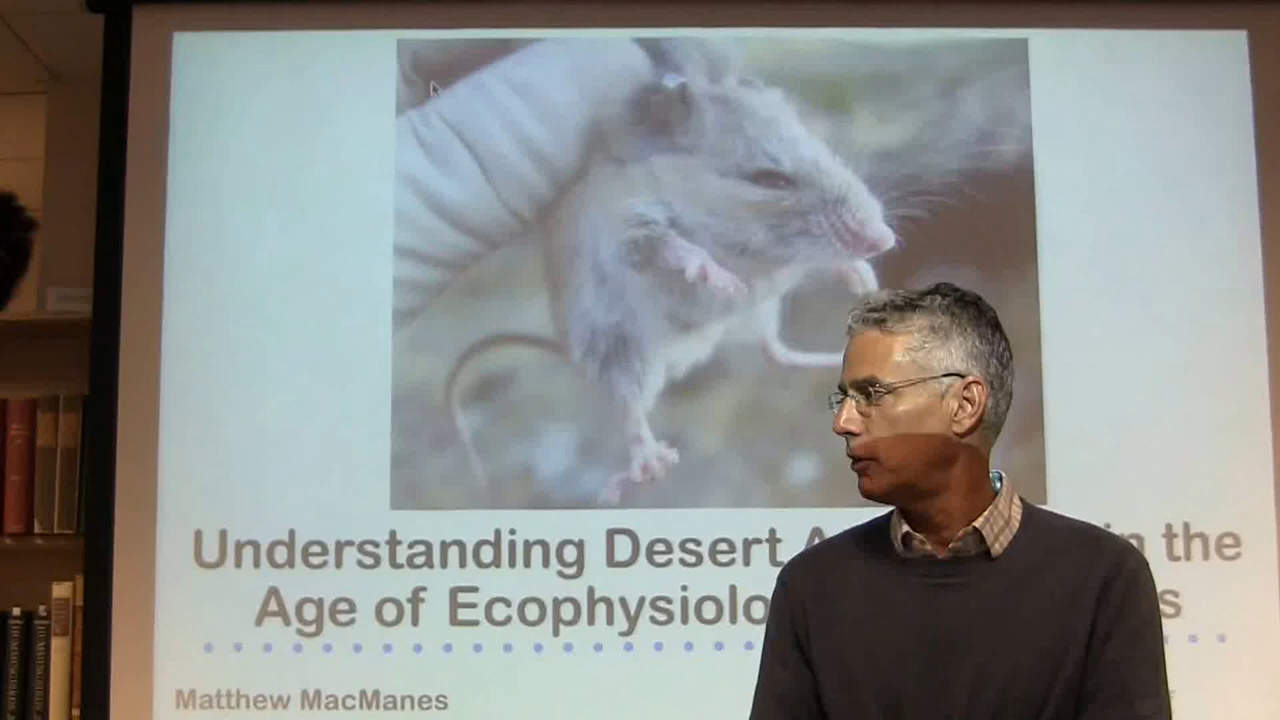 Understanding Desert A in the
Age of Ecophysiolo s
Matthew MacManes